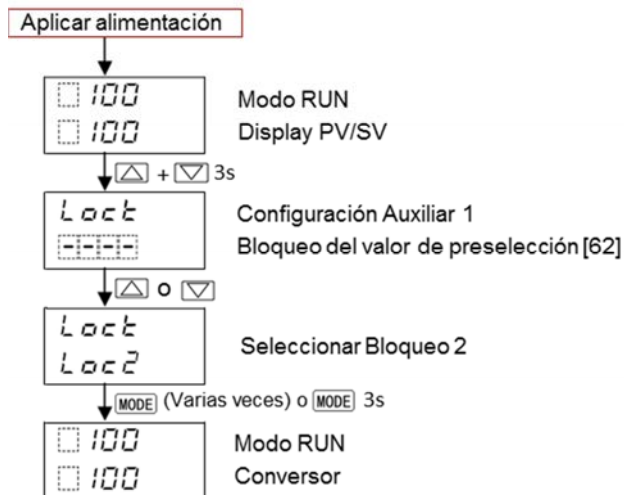 Aplicar alimentación
100 Modo RUN
100 Display PV/SV
△ + ▽ 3s
Lock Configuración Auxiliar 1
---- Bloqueo del valor de preselección [62]
△ o ▽
Lock
Loc2 Seleccionar Bloqueo 2
MODE (Varias veces) o MODE 3s
100 Modo RUN
100 Conversor